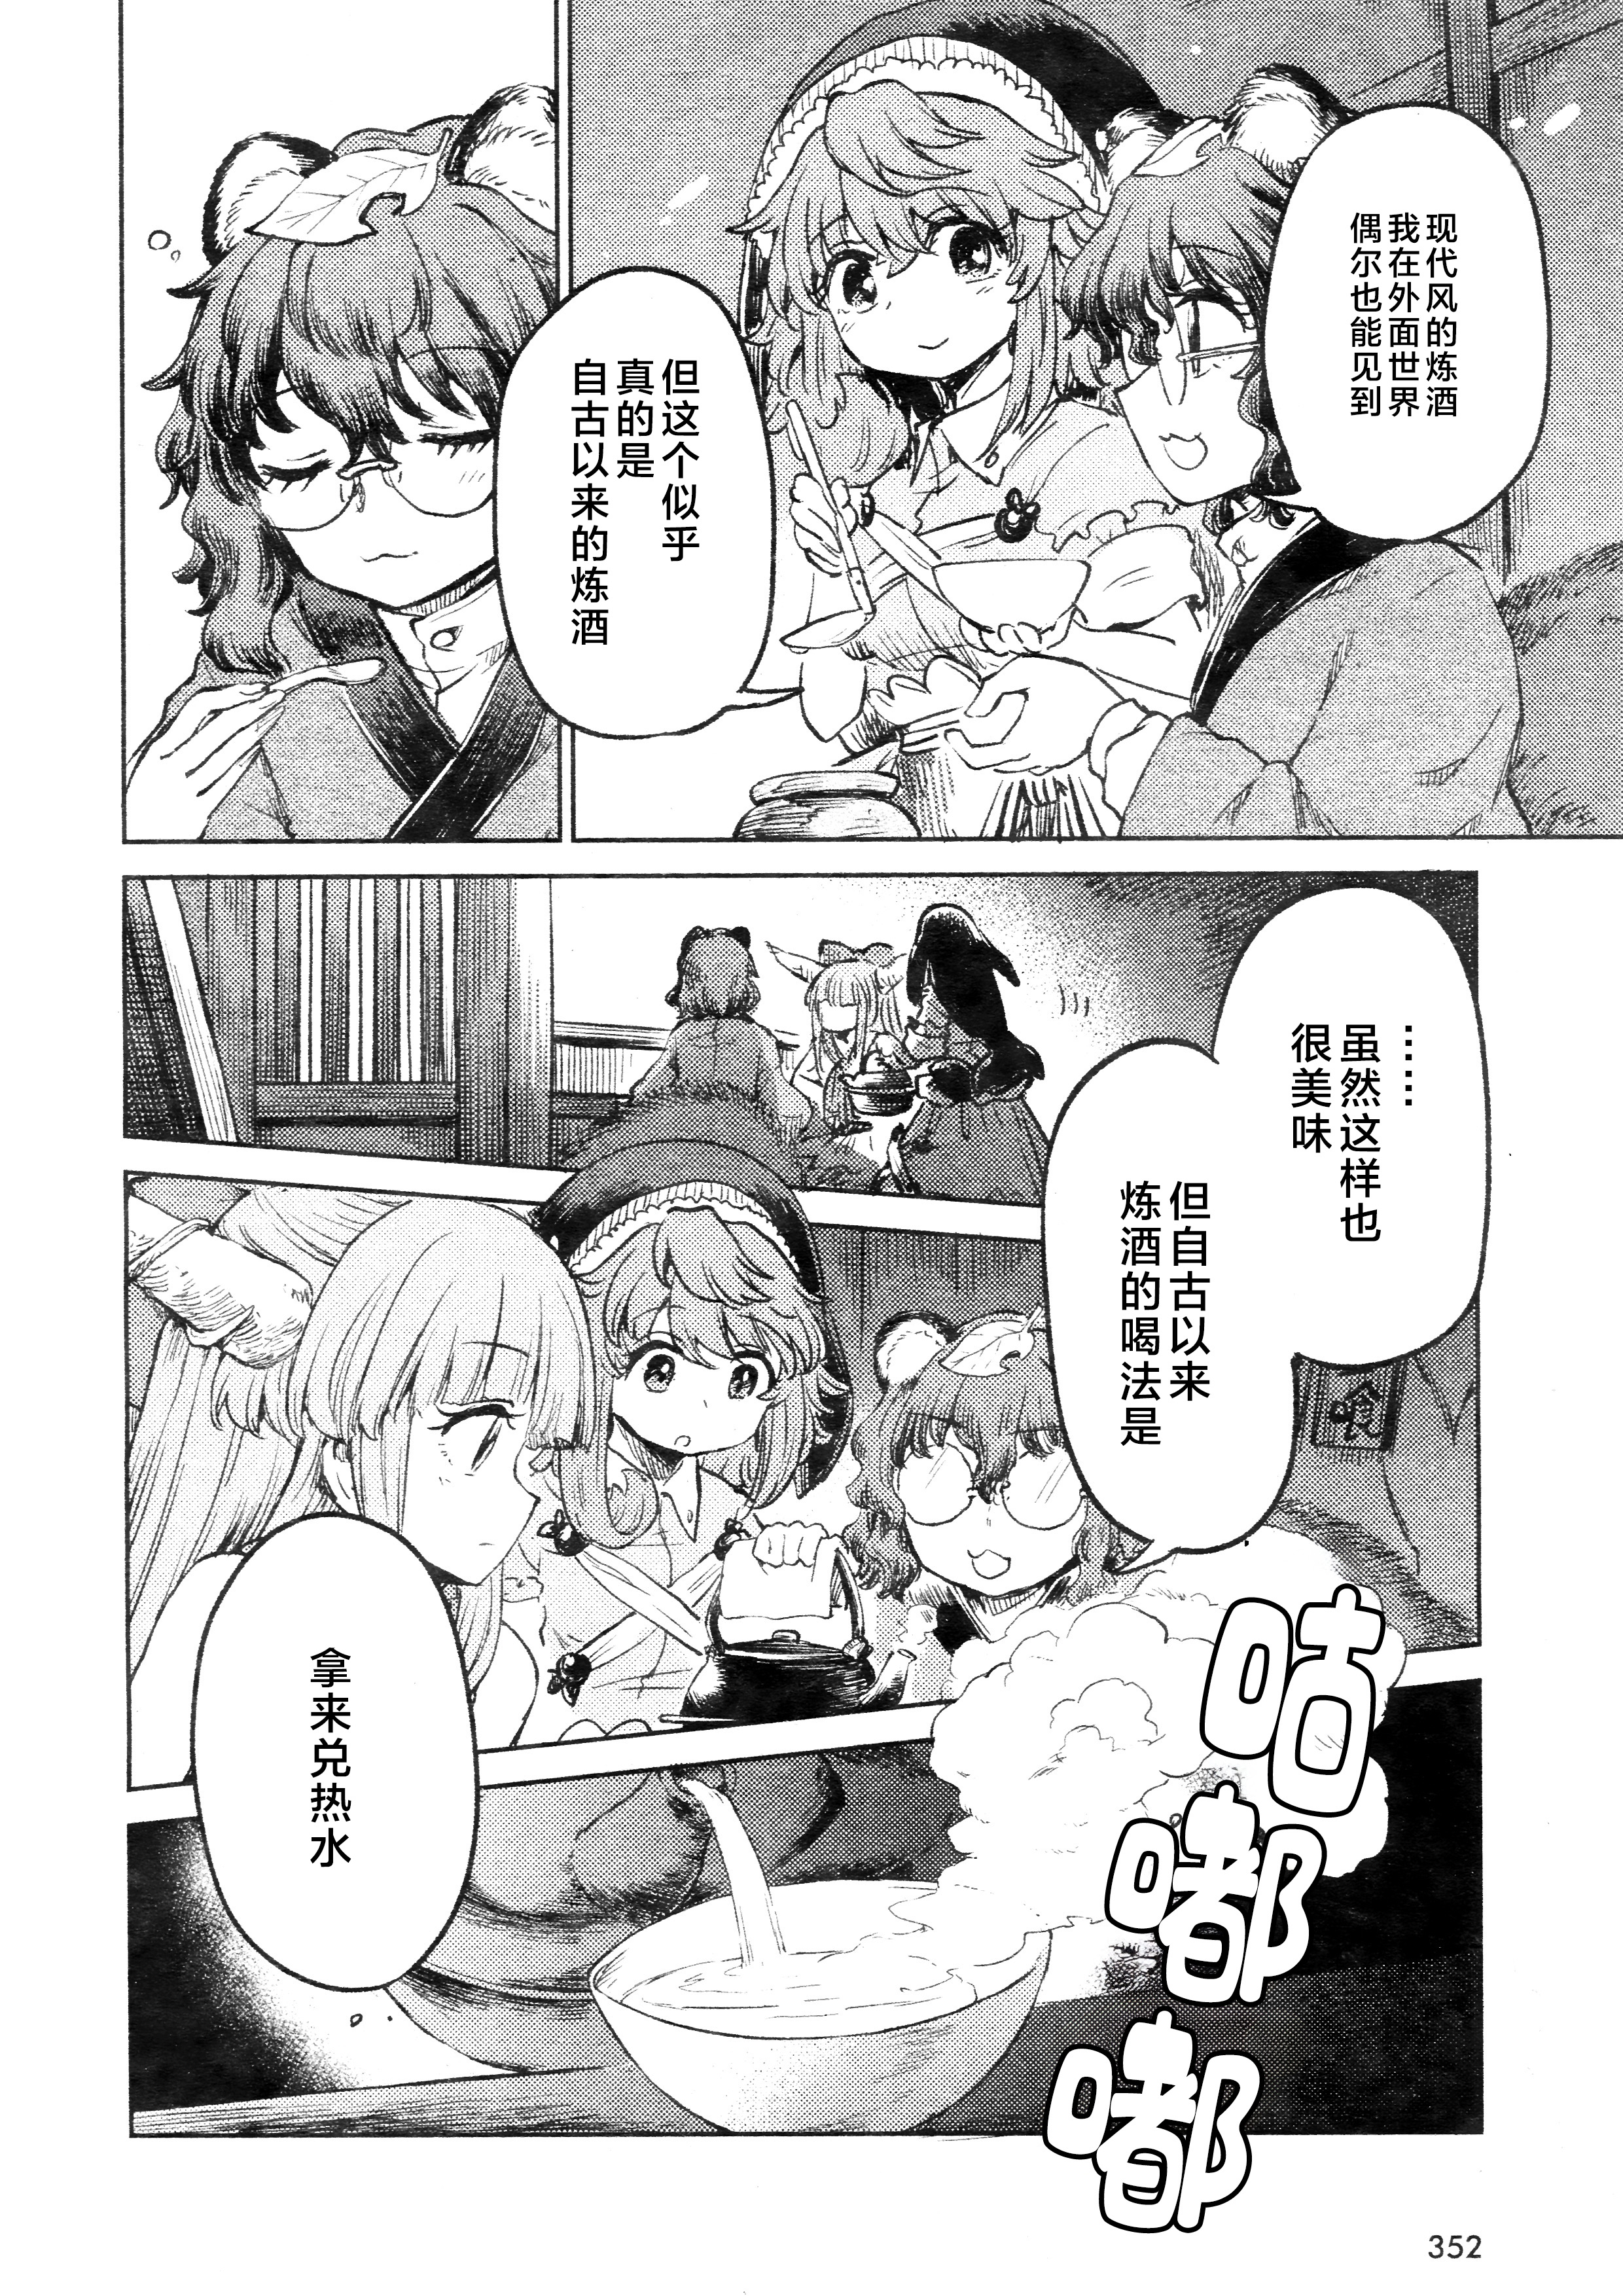 现代风的炼酒
我在外面世界
偶尔也能见到
但这个似乎
真的是
自古以来的炼酒
……
虽然这样也
很美味
但自古以来
炼酒的喝法是
喰
拿来兑热水
咕
嘟
嘟
352